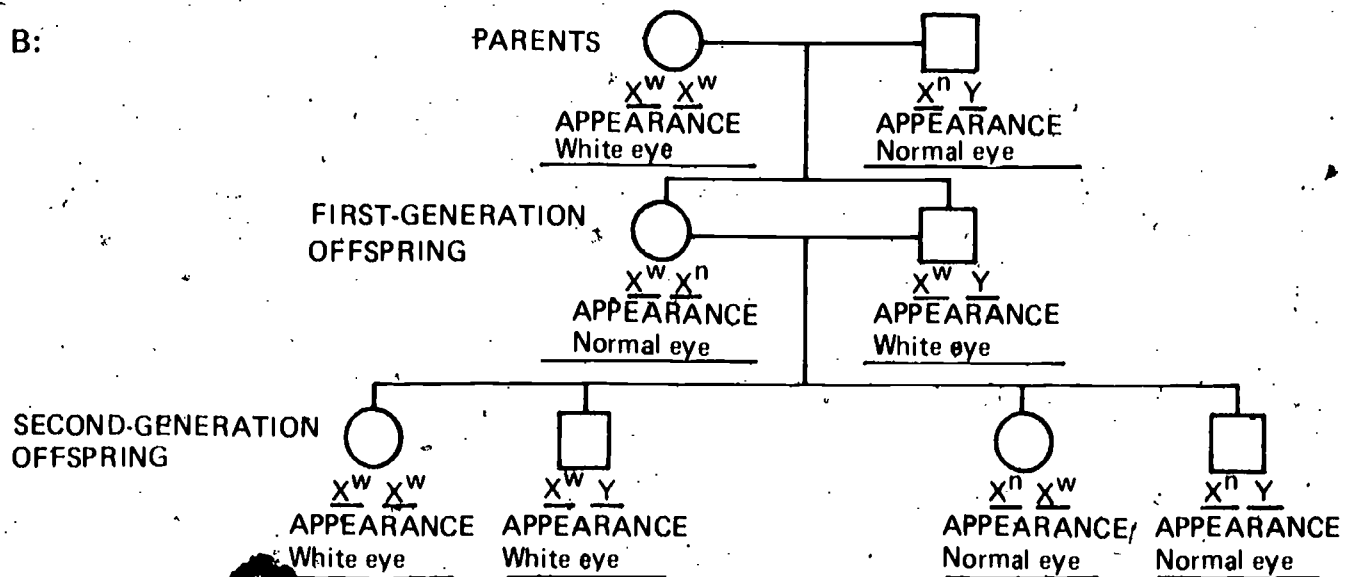 B:
PARENTS
X^w X^w
APPEARANCE
White eye
X^n Y
APPEARANCE
Normal eye
FIRST-GENERATION
OFFSPRING
X^w X^n
APPEARANCE
Normal eye
X^w Y
APPEARANCE
White eye
SECOND-GENERATION
OFFSPRING
X^w X^w
APPEARANCE
White eye
X^w Y
APPEARANCE
White eye
X^n X^w
APPEARANCE
Normal eye
X^n Y
APPEARANCE
Normal eye